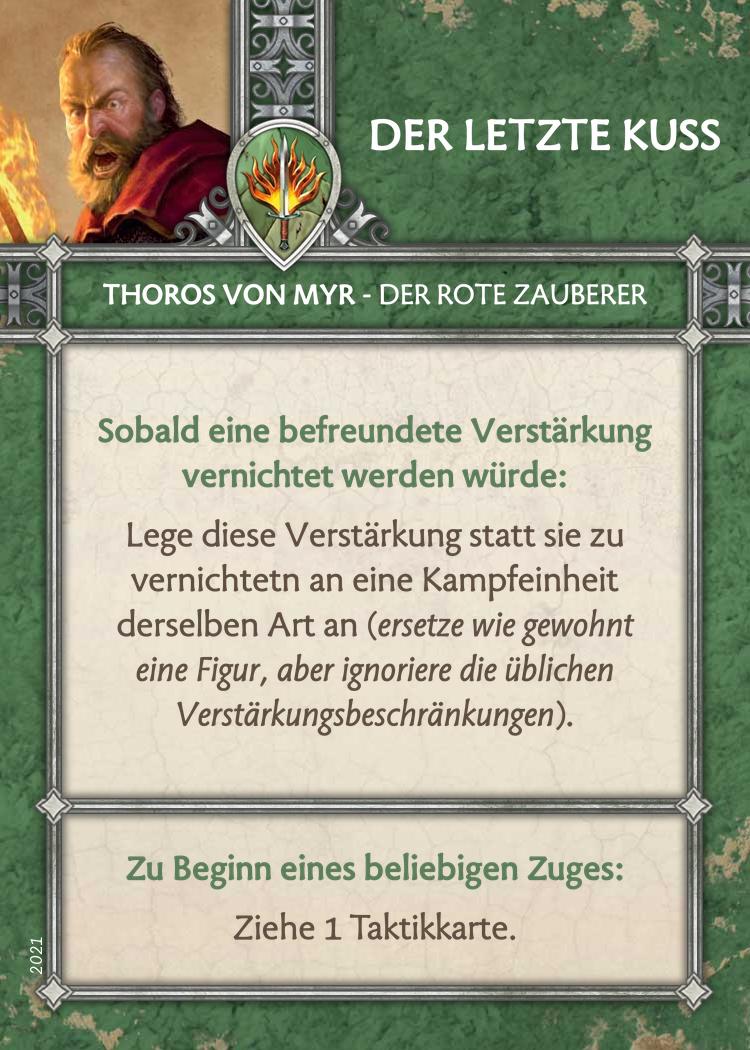 DER LETZTE KUSS
THOROS VON MYR - DER ROTE ZAUBERER
Sobald eine befreundete Verstärkung
vernichtet werden würde:
Lege diese Verstärkung statt sie zu
vernichtetn an eine Kampfeinheit
derselben Art an (ersetze wie gewohnt
eine Figur, aber ignoriere die üblichen
Verstärkungsbeschränkungen).
Zu Beginn eines beliebigen Zuges:
Ziehe 1 Taktikkarte.
2021